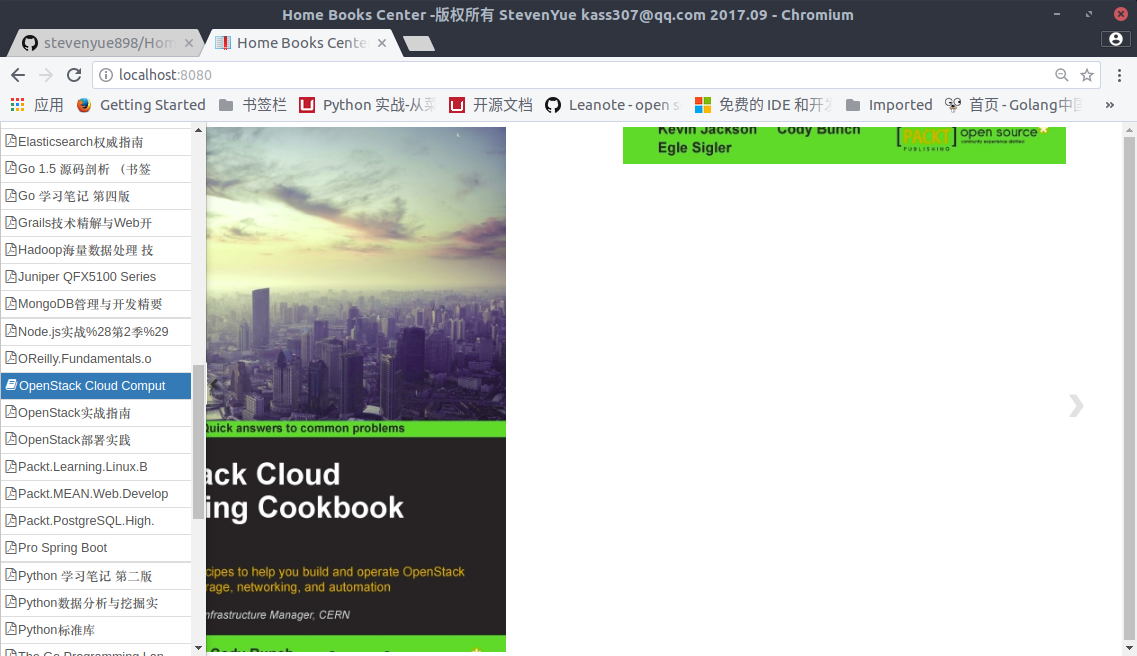 Home Books Center -版权所有 StevenYue kass307@qq.com 2017.09 - Chromium
stevenyue898/Hom
Home Books Cente
localhost:8080
应用
Getting Started
书签栏
Python 实战-从菜
开源文档
Leanote - open s
免费的 IDE 和开发
Imported
首页 - Golang中国
»
Elasticsearch权威指南
Go 1.5 源码剖析 （书签
Go 学习笔记 第四版
Grails技术精解与Web开
Hadoop海量数据处理 技
Juniper QFX5100 Series
MongoDB管理与开发精要
Node.js实战%28第2季%29
OReilly.Fundamentals.o
OpenStack Cloud Comput
OpenStack实战指南
OpenStack部署实践
Packt.Learning.Linux.B
Packt.MEAN.Web.Develop
Packt.PostgreSQL.High.
Pro Spring Boot
Python 学习笔记 第二版
Python数据分析与挖掘实
Python标准库
The Go Programming Lan
Quick answers to common problems
ack Cloud
ing Cookbook
cipes to help you build and operate OpenStack
rage, networking, and automation
nfrastructure Manager, CERN
Cody Bunch
Kevin Jackson Cody Bunch
Egle Sigler
[PACKT] open source
PUBLISHING community experience distilled